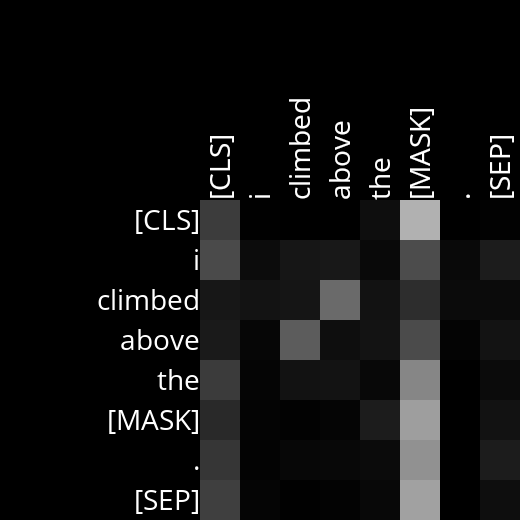 [CLS] i climbed above the [MASK] . [SEP]
[CLS]
i
climbed
above
the
[MASK]
.
[SEP]